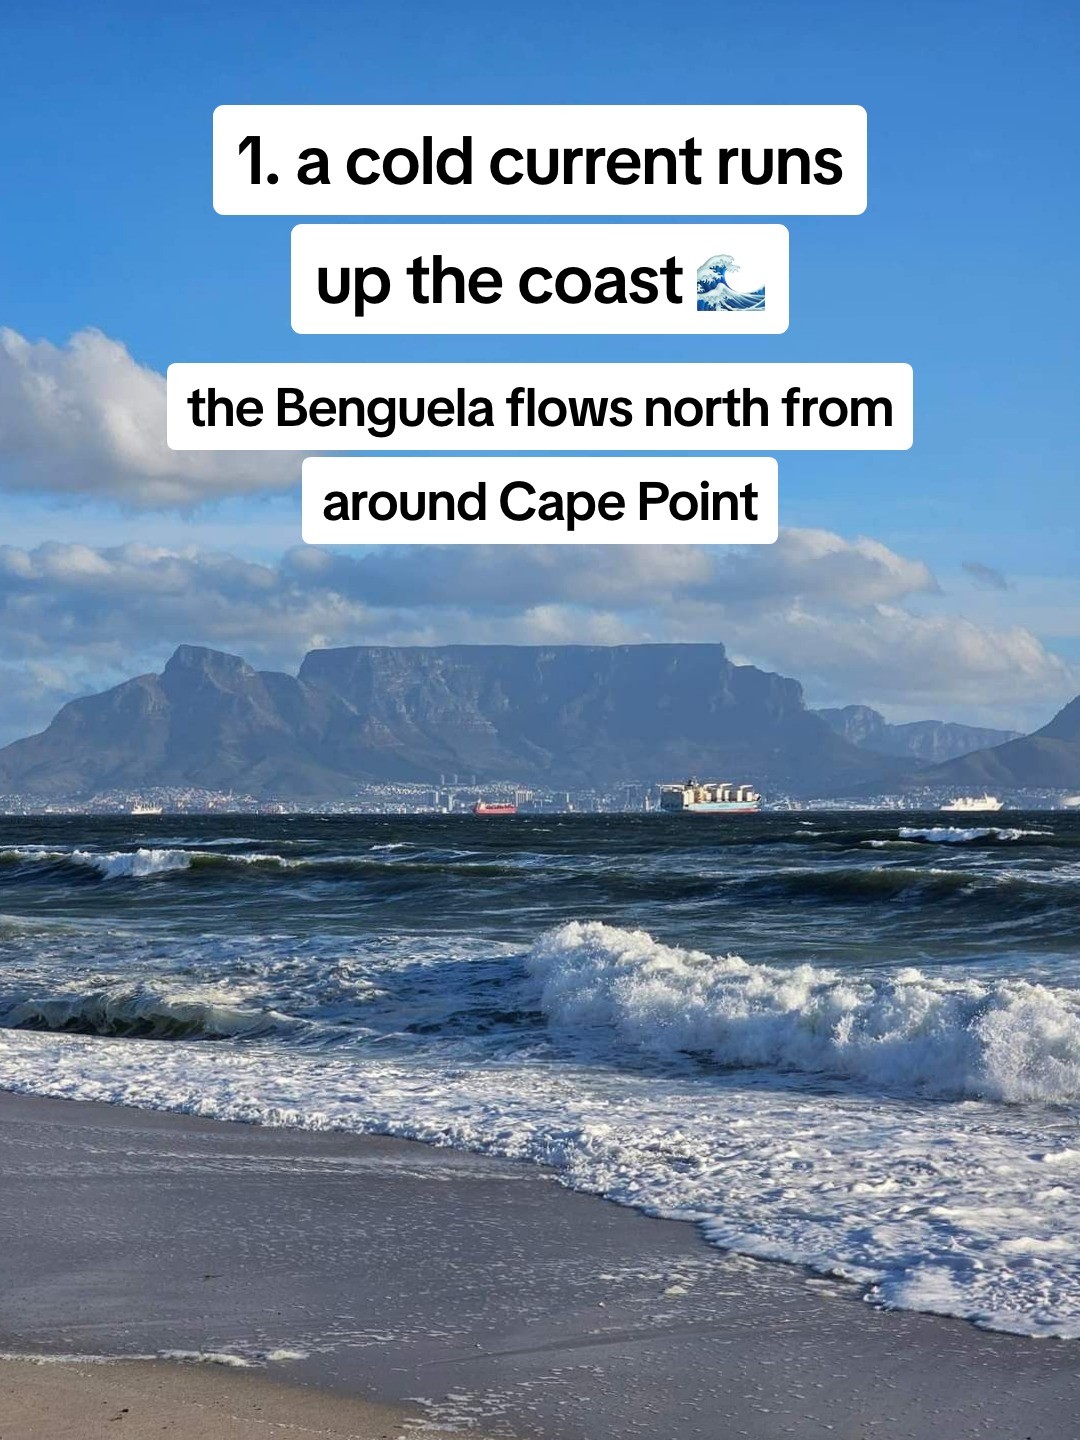 1. a cold current runs
up the coast 🌊
the Benguela flows north from
around Cape Point